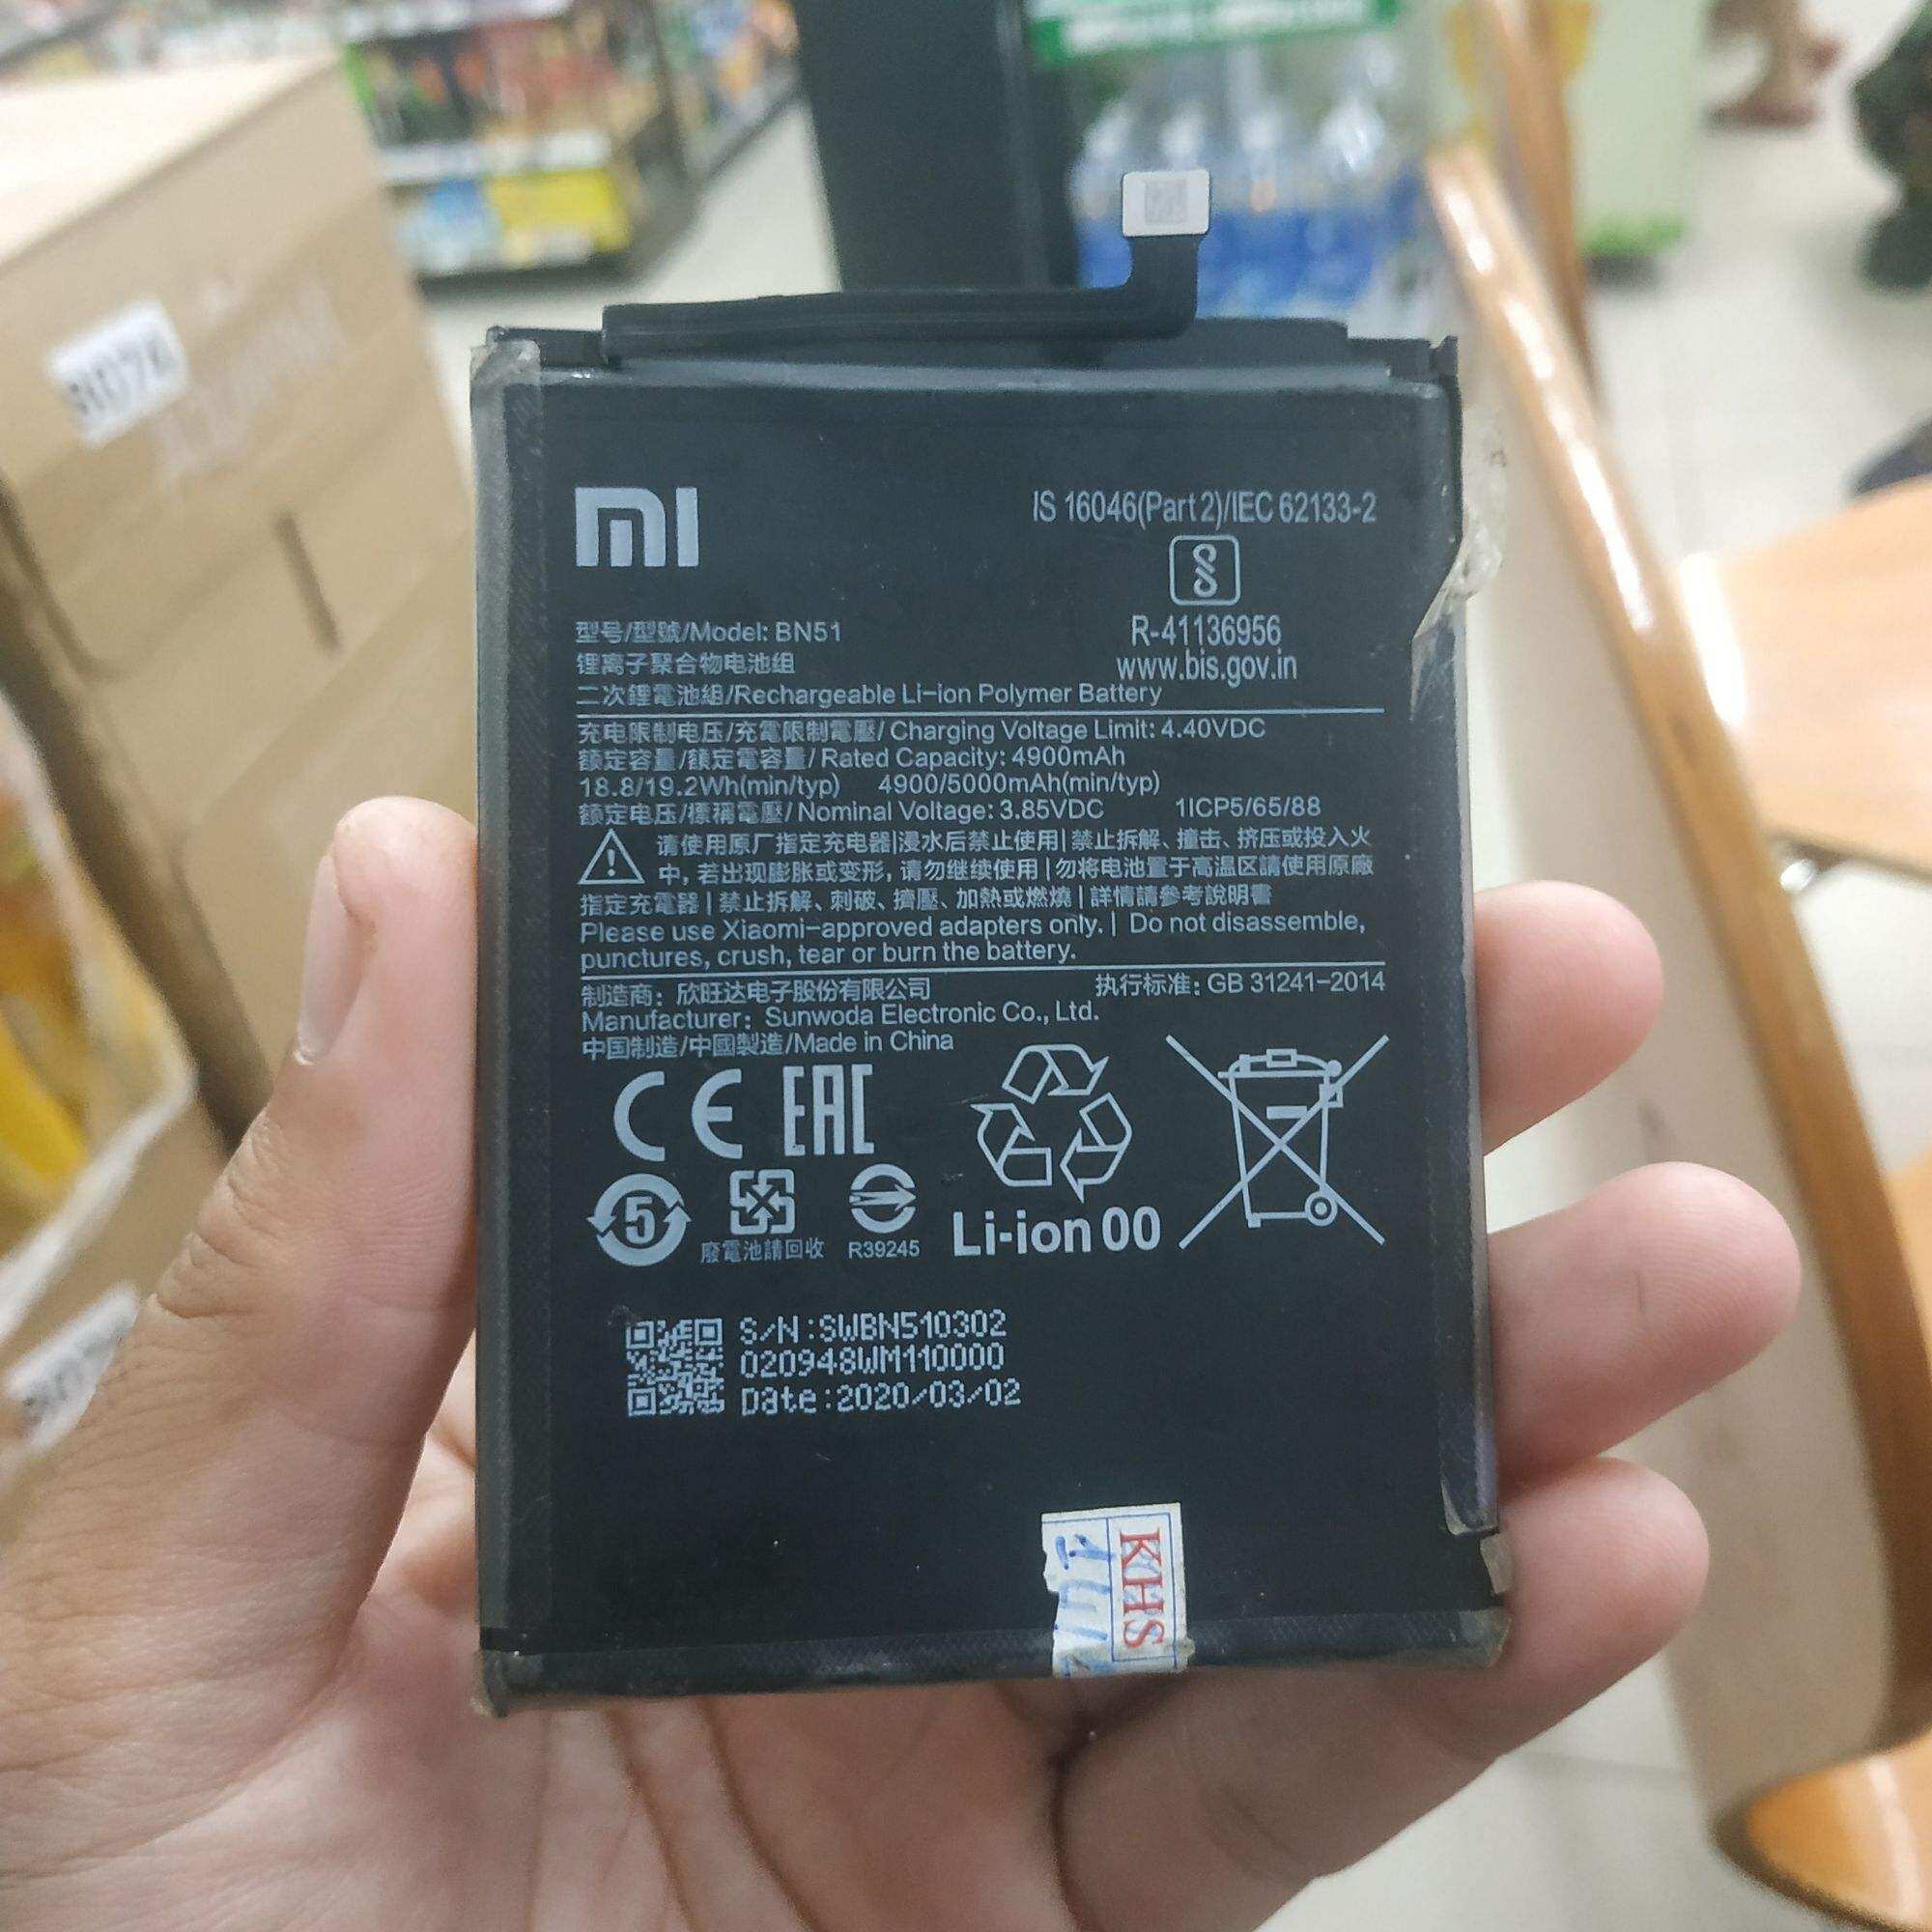 mi
IS 16046(Part 2)/IEC 62133-2
R-41136956
www.bis.gov.in
型号/型號/Model: BN51
锂离子聚合物电池组
二次鋰電池組/Rechargeable Li-ion Polymer Battery
充电限制电压/充電限制電壓/ Charging Voltage Limit: 4.40VDC
额定容量/額定電容量/ Rated Capacity: 4900mAh
18.8/19.2Wh(min/typ) 4900/5000mAh(min/typ)
额定电压/標稱電壓/ Nominal Voltage: 3.85VDC 1ICP5/65/88
请使用原厂指定充电器|浸水后禁止使用|禁止拆解、撞击、挤压或投入火
中, 若出现膨胀或变形, 请勿继续使用|勿将电池置于高温区請使用原廠
指定充電器|禁止拆解、刺破、擠壓、加熱或燃燒|詳情請參考說明書
Please use Xiaomi-approved adapters only. | Do not disassemble,
punctures, crush, tear or burn the battery.
制造商: 欣旺达电子股份有限公司 执行标准: GB 31241-2014
Manufacturer: Sunwoda Electronic Co., Ltd.
中国制造/中國製造/Made in China
CE EAC
5
廢電池請回收 R39245
Li-ion 00
S/N:SWBN510302
020948WM110000
Date:2020/03/02
KHS